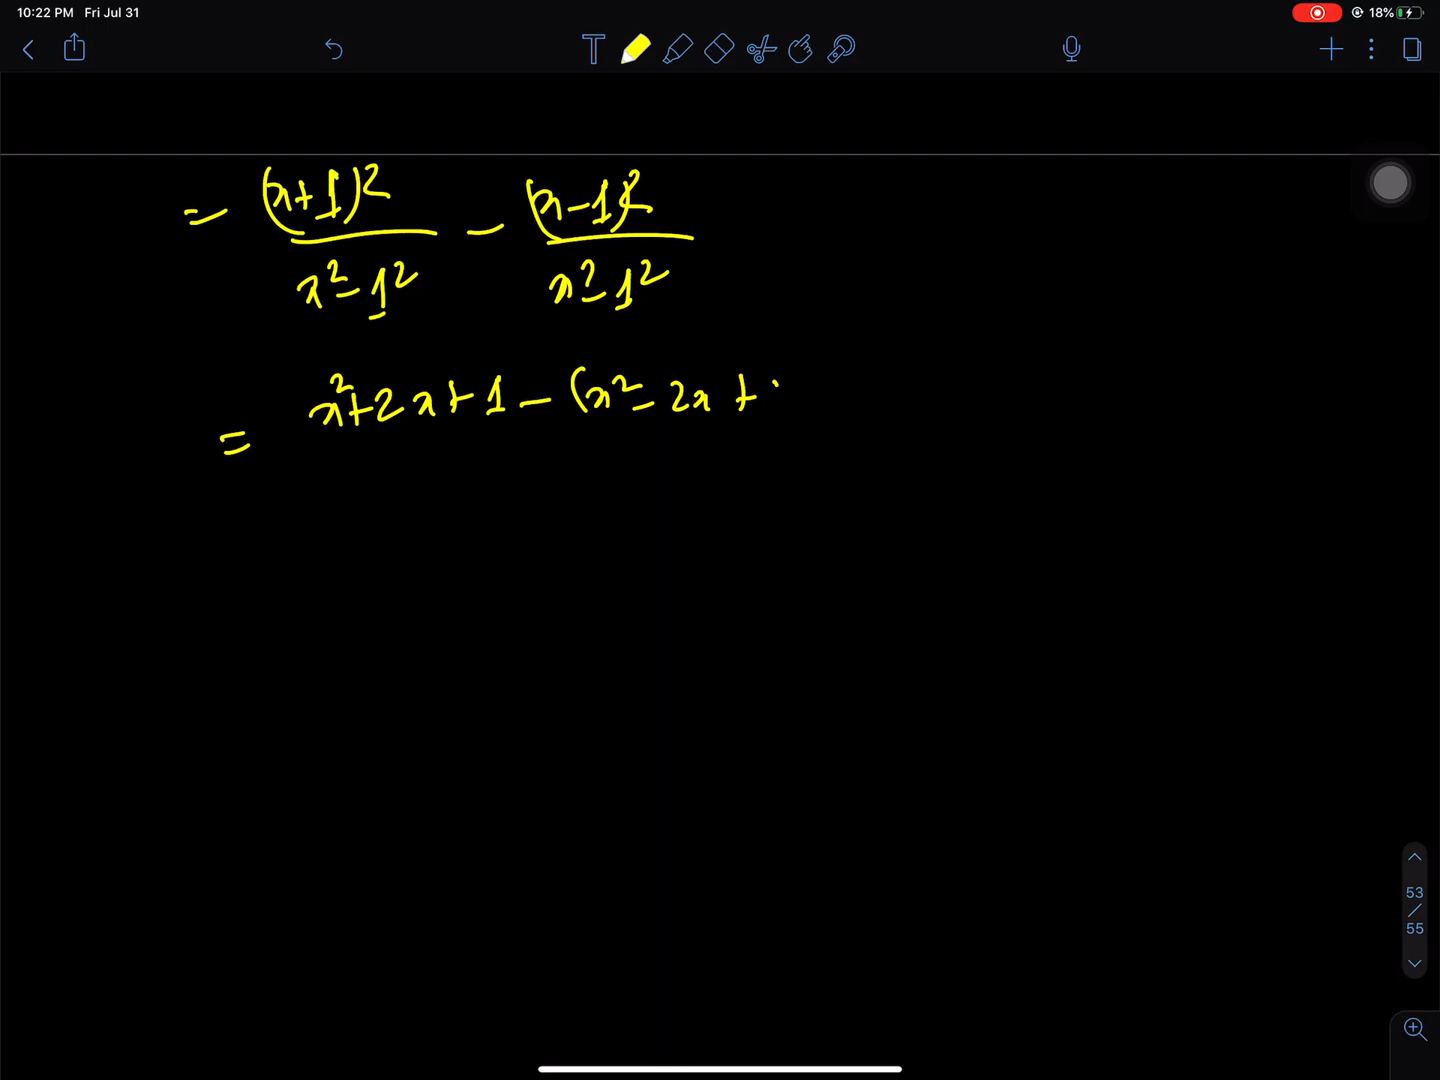 10:22 PM Fri Jul 31
18%
= (x+1)² / x²-1² - (x-1)² / x²-1²
= x²+2x+1-(x²-2x+
53
/
55